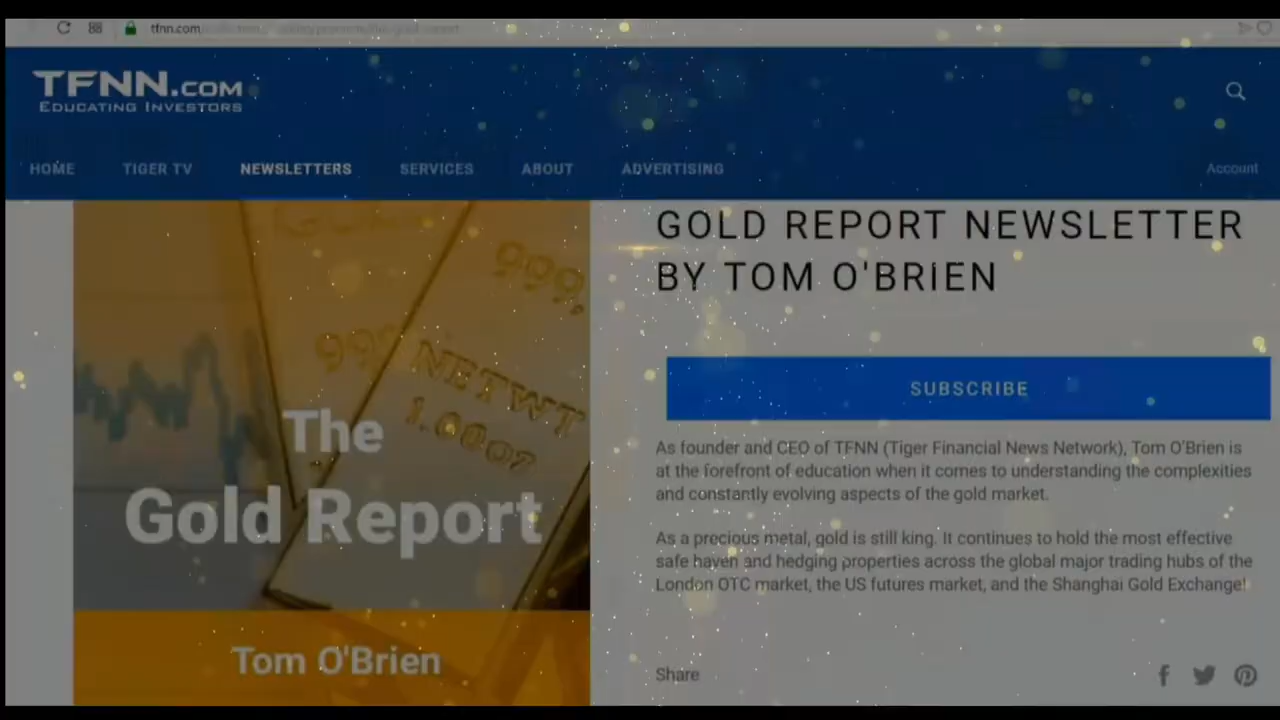 tfnn.com
TFNN.COM
EDUCATING INVESTORS
HOME TIGER TV NEWSLETTERS SERVICES ABOUT ADVERTISING Account
GOLD REPORT NEWSLETTER
BY TOM O'BRIEN
SUBSCRIBE
As founder and CEO of TFNN (Tiger Financial News Network), Tom O'Brien is
at the forefront of education when it comes to understanding the complexities
and constantly evolving aspects of the gold market.
As a precious metal, gold is still king. It continues to hold the most effective
safe haven and hedging properties across the global major trading hubs of the
London OTC market, the US futures market, and the Shanghai Gold Exchange!
Share
999,
NETWT
1.000Z
The
Gold Report
Tom O'Brien